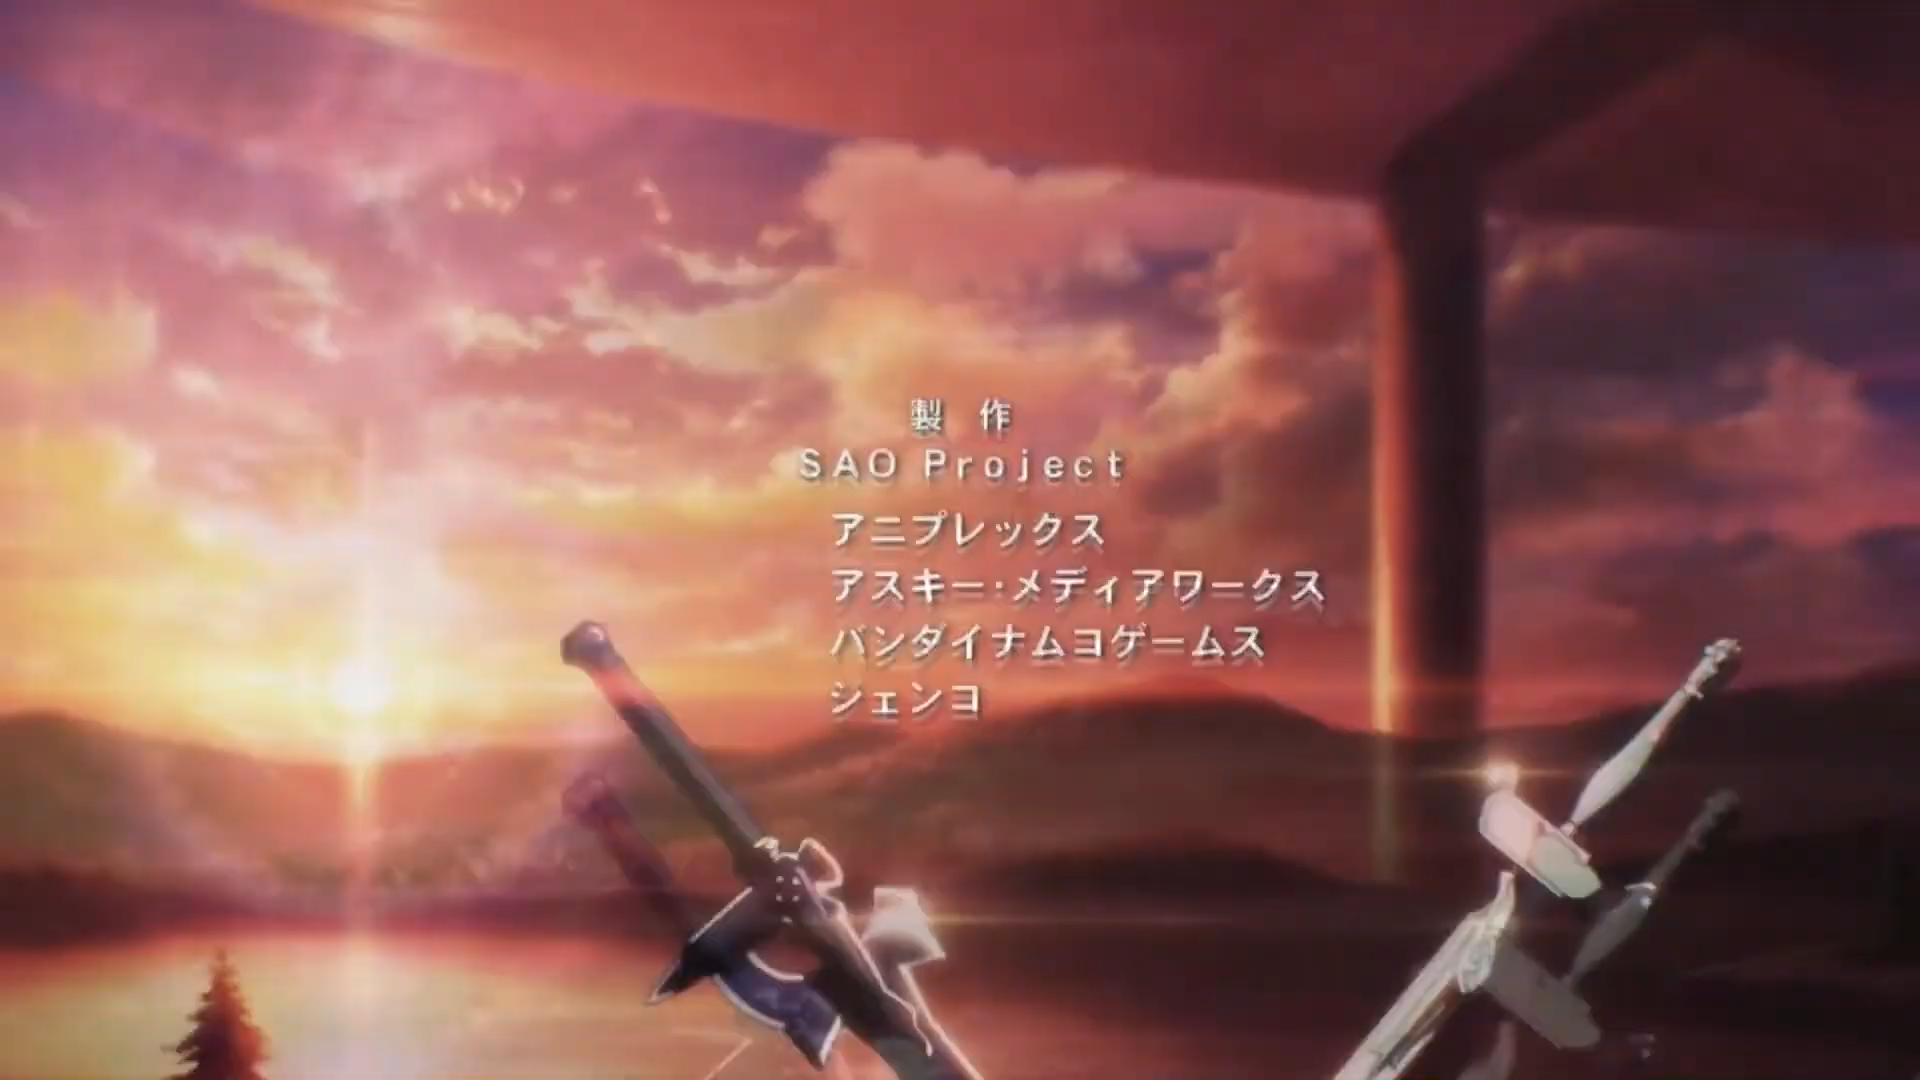 製 作
SAO Project
アニプレックス
アスキー・メディアワークス
バンダイナムコゲームス
ジェンコ